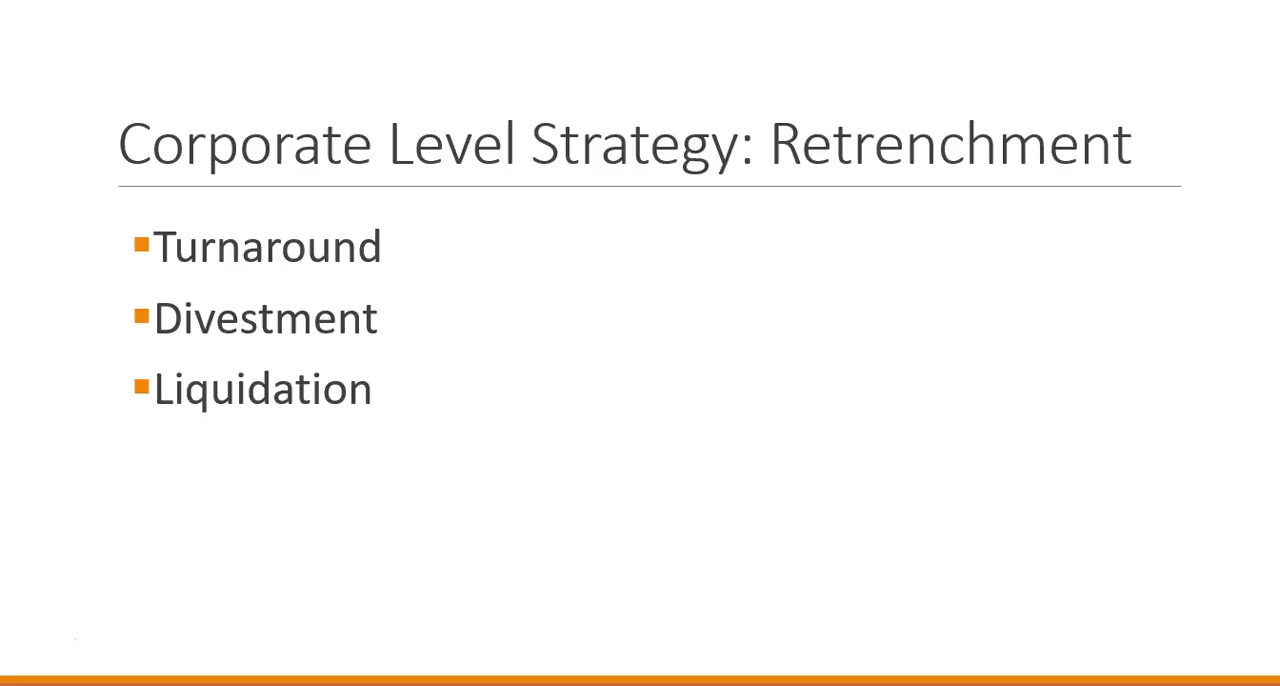 Corporate Level Strategy: Retrenchment
▪Turnaround
▪Divestment
▪Liquidation